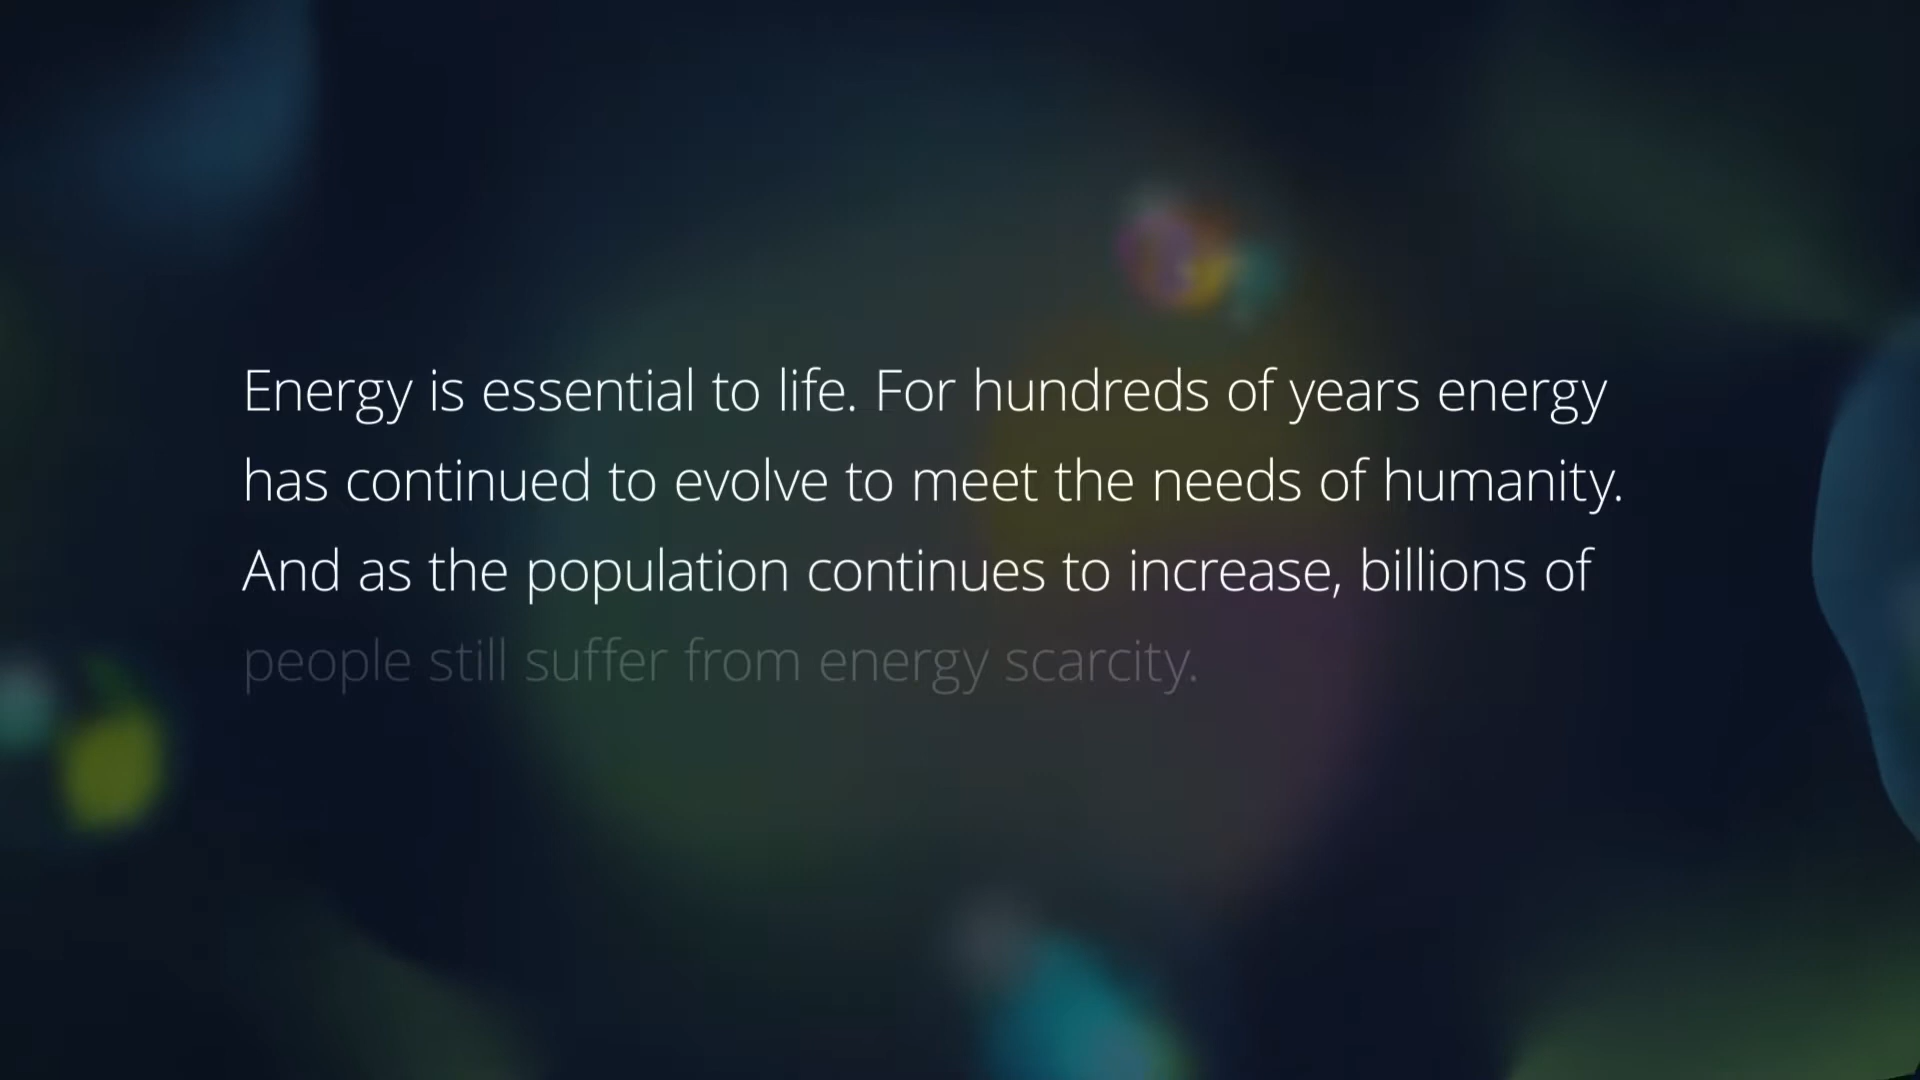 Energy is essential to life. For hundreds of years energy
has continued to evolve to meet the needs of humanity.
And as the population continues to increase, billions of
people still suffer from energy scarcity.